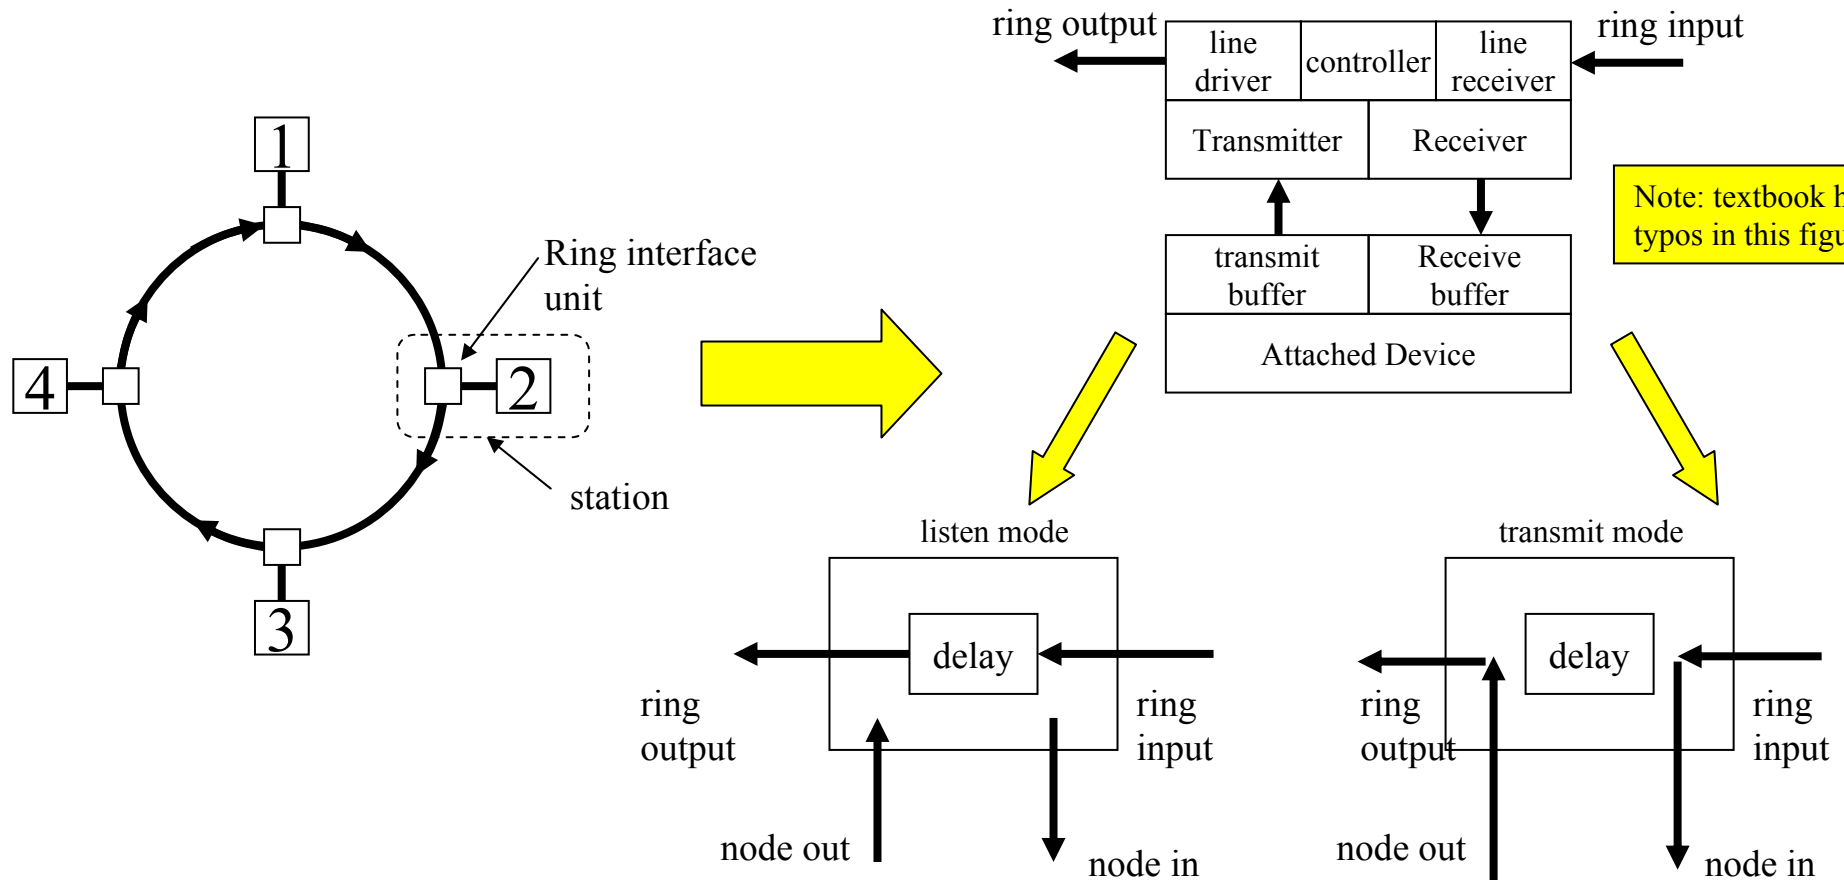 1
2
3
4
Ring interface
unit
station
ring output
ring input
line
driver
controller
line
receiver
Transmitter
Receiver
transmit
buffer
Receive
buffer
Attached Device
Note: textbook h
typos in this figu
listen mode
delay
ring
output
ring
input
node out
node in
transmit mode
delay
ring
output
ring
input
node out
node in